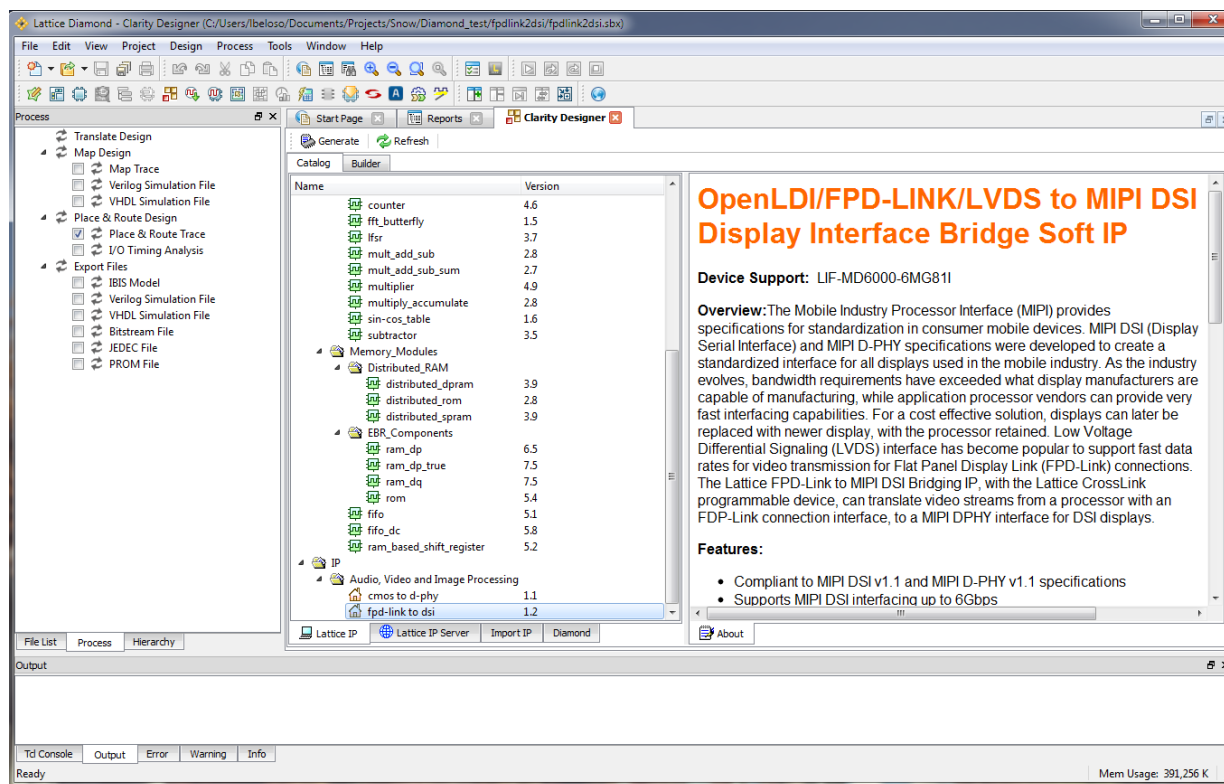 Lattice Diamond - Clarity Designer (C:/Users/lbeloso/Documents/Projects/Snow/Diamond_test/fpdlink2dsi/fpdlink2dsi.sbx)
File Edit View Project Design Process Tools Window Help
Process
Translate Design
Map Design
Map Trace
Verilog Simulation File
VHDL Simulation File
Place & Route Design
Place & Route Trace
I/O Timing Analysis
Export Files
IBIS Model
Verilog Simulation File
VHDL Simulation File
Bitstream File
JEDEC File
PROM File
File List Process Hierarchy
Start Page Reports Clarity Designer
Generate Refresh
Catalog Builder
Name Version
counter 4.6
fft_butterfly 1.5
lfsr 3.7
mult_add_sub 2.8
mult_add_sub_sum 2.7
multiplier 4.9
multiply_accumulate 2.8
sin-cos_table 1.6
subtractor 3.5
Memory_Modules
Distributed_RAM
distributed_dpram 3.9
distributed_rom 2.8
distributed_spram 3.9
EBR_Components
ram_dp 6.5
ram_dp_true 7.5
ram_dq 7.5
rom 5.4
fifo 5.1
fifo_dc 5.8
ram_based_shift_register 5.2
IP
Audio, Video and Image Processing
cmos to d-phy 1.1
fpd-link to dsi 1.2
Lattice IP Lattice IP Server Import IP Diamond
OpenLDI/FPD-LINK/LVDS to MIPI DSI
Display Interface Bridge Soft IP
Device Support: LIF-MD6000-6MG81I
Overview:The Mobile Industry Processor Interface (MIPI) provides
specifications for standardization in consumer mobile devices. MIPI DSI (Display
Serial Interface) and MIPI D-PHY specifications were developed to create a
standardized interface for all displays used in the mobile industry. As the industry
evolves, bandwidth requirements have exceeded what display manufacturers are
capable of manufacturing, while application processor vendors can provide very
fast interfacing capabilities. For a cost effective solution, displays can later be
replaced with newer display, with the processor retained. Low Voltage
Differential Signaling (LVDS) interface has become popular to support fast data
rates for video transmission for Flat Panel Display Link (FPD-Link) connections.
The Lattice FPD-Link to MIPI DSI Bridging IP, with the Lattice CrossLink
programmable device, can translate video streams from a processor with an
FDP-Link connection interface, to a MIPI DPHY interface for DSI displays.
Features:
• Compliant to MIPI DSI v1.1 and MIPI D-PHY v1.1 specifications
• Supports MIPI DSI interfacing up to 6Gbps
About
Output
Tcl Console Output Error Warning Info
Ready
Mem Usage: 391,256 K